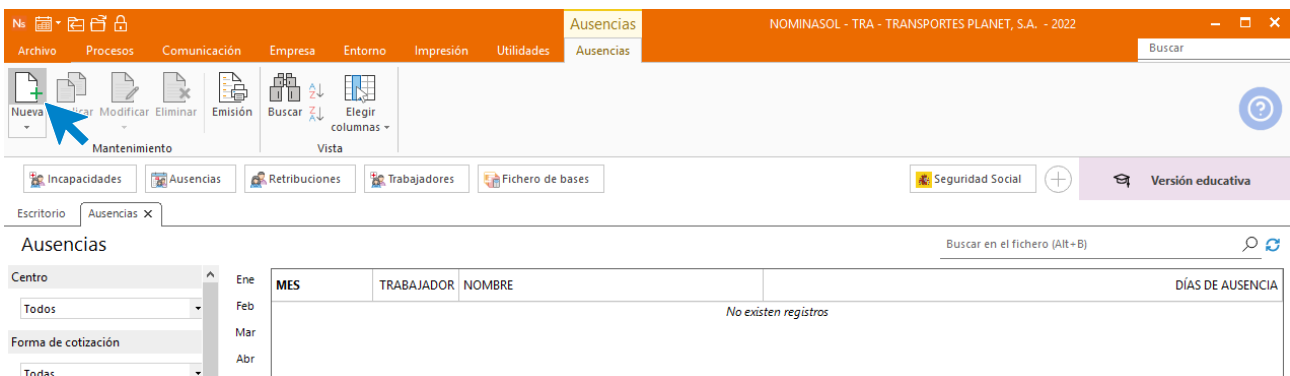 Ns
Ausencias
NOMINASOL - TRA - TRANSPORTES PLANET, S.A. - 2022
Archivo Procesos Comunicación Empresa Entorno Impresión Utilidades Ausencias Buscar
Nueva Modificar Eliminar Emisión Buscar Elegir columnas
Mantenimiento Vista
Incapacidades Ausencias Retribuciones Trabajadores Fichero de bases Seguridad Social Versión educativa
Escritorio Ausencias
Ausencias Buscar en el fichero (Alt+B)
Centro
Todos
Forma de cotización
Todas
Ene
Feb
Mar
Abr
MES TRABAJADOR NOMBRE DÍAS DE AUSENCIA
No existen registros